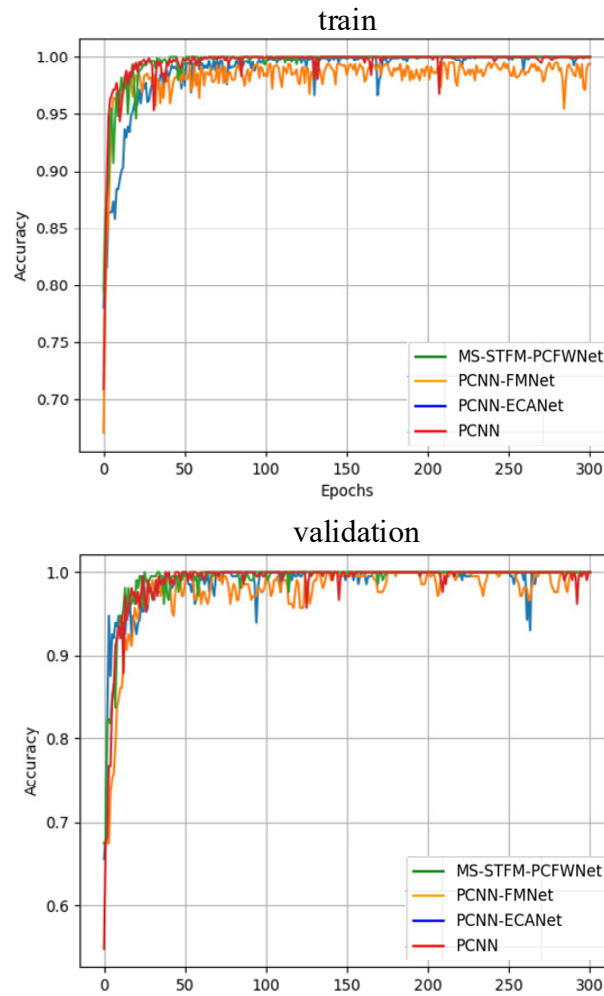 train
1.00
0.95
0.90
0.85
0.80
0.75
0.70
Accuracy
MS-STFM-PCFWNet
PCNN-FMNet
PCNN-ECANet
PCNN
0 50 100 150 200 250 300
Epochs
validation
1.0
0.9
0.8
0.7
0.6
Accuracy
MS-STFM-PCFWNet
PCNN-FMNet
PCNN-ECANet
PCNN
0 50 100 150 200 250 300